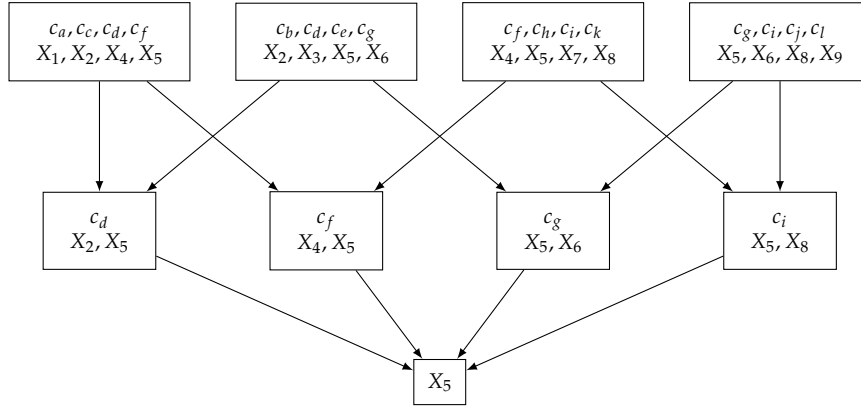 c_a, c_c, c_d, c_f
X_1, X_2, X_4, X_5
c_b, c_d, c_e, c_g
X_2, X_3, X_5, X_6
c_f, c_h, c_i, c_k
X_4, X_5, X_7, X_8
c_g, c_i, c_j, c_l
X_5, X_6, X_8, X_9
c_d
X_2, X_5
c_f
X_4, X_5
c_g
X_5, X_6
c_i
X_5, X_8
X_5